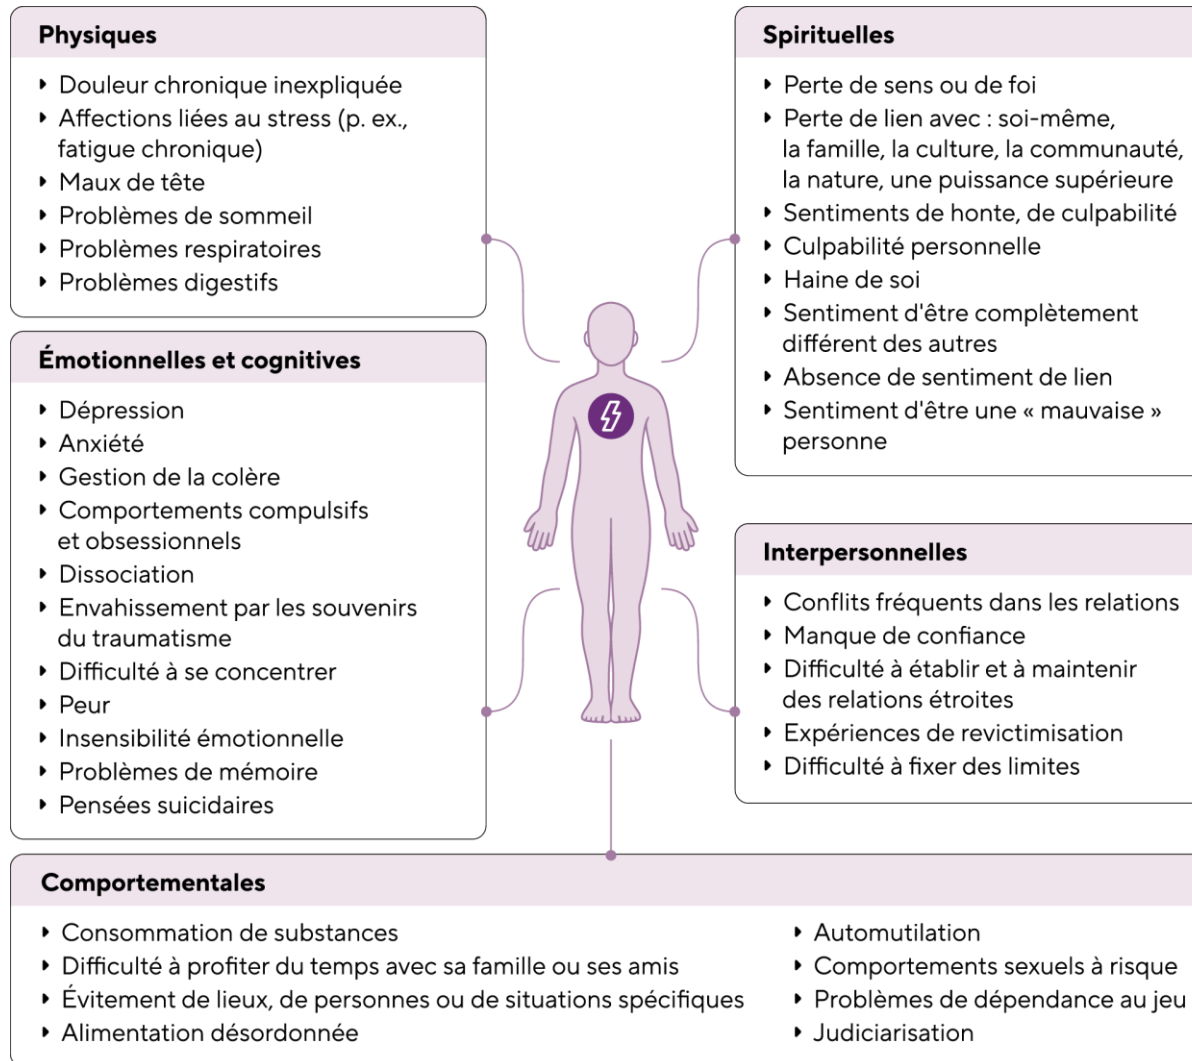 Physiques
Douleur chronique inexpliquée
Affections liées au stress (p. ex.,
fatigue chronique)
Maux de tête
Problèmes de sommeil
Problèmes respiratoires
Problèmes digestifs
Émotionnelles et cognitives
Dépression
Anxiété
Gestion de la colère
Comportements compulsifs
et obsessionnels
Dissociation
Envahissement par les souvenirs
du traumatisme
Difficulté à se concentrer
Peur
Insensibilité émotionnelle
Problèmes de mémoire
Pensées suicidaires
Spirituelles
Perte de sens ou de foi
Perte de lien avec : soi-même,
la famille, la culture, la communauté,
la nature, une puissance supérieure
Sentiments de honte, de culpabilité
Culpabilité personnelle
Haine de soi
Sentiment d'être complètement
différent des autres
Absence de sentiment de lien
Sentiment d'être une « mauvaise »
personne
Interpersonnelles
Conflits fréquents dans les relations
Manque de confiance
Difficulté à établir et à maintenir
des relations étroites
Expériences de revictimisation
Difficulté à fixer des limites
Comportementales
Consommation de substances
Difficulté à profiter du temps avec sa famille ou ses amis
Évitement de lieux, de personnes ou de situations spécifiques
Alimentation désordonnée
Automutilation
Comportements sexuels à risque
Problèmes de dépendance au jeu
Judiciarisation